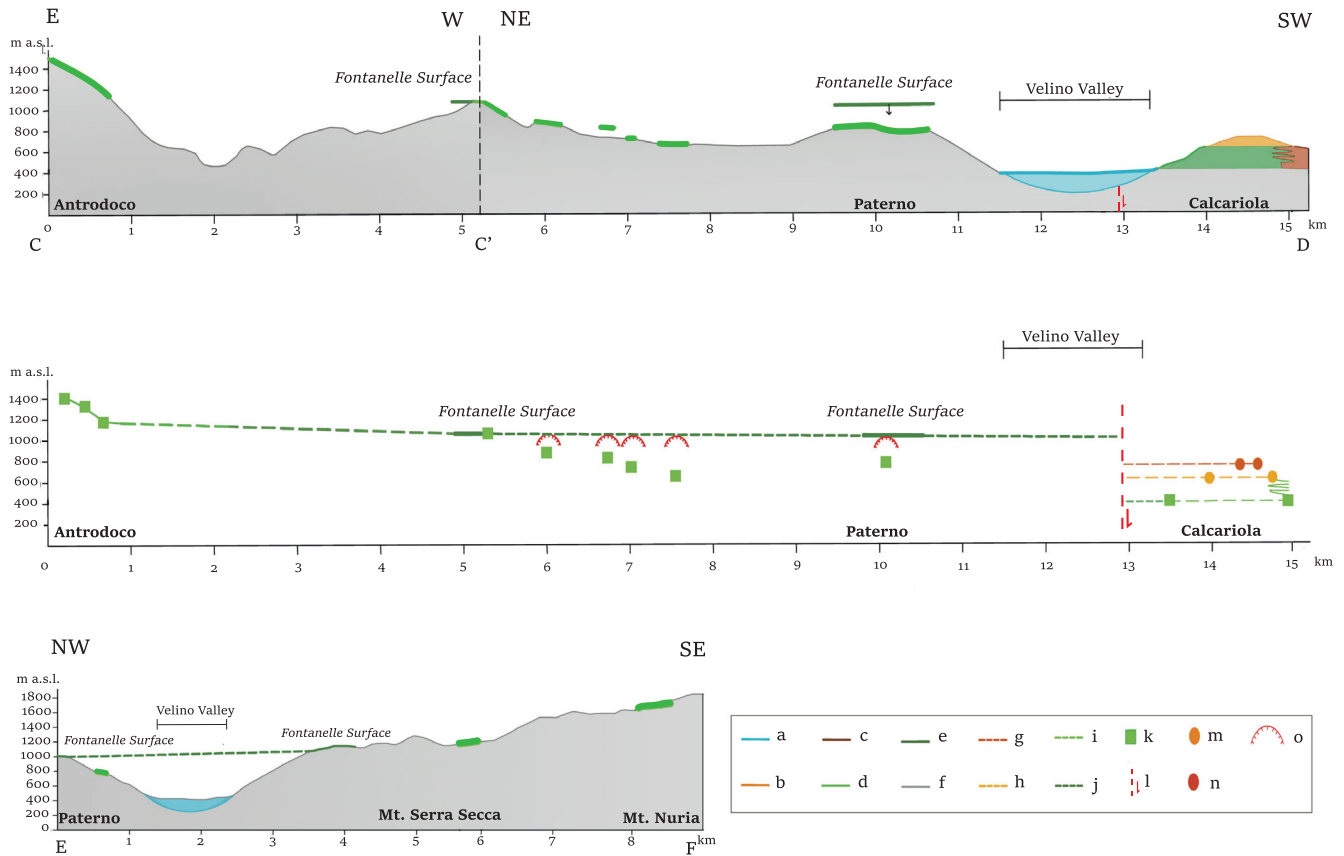 E W NE SW
m a.s.l.
Fontanelle Surface
Fontanelle Surface
Velino Valley
1400
1200
1000
800
600
400
200
Antrodoco Paterno Calcariola
0 1 2 3 4 5 6 7 8 9 10 11 12 13 14 15 km
C C’ D
Velino Valley
m a.s.l.
Fontanelle Surface Fontanelle Surface
1400
1200
1000
800
600
400
200
Antrodoco Paterno Calcariola
0 1 2 3 4 5 6 7 8 9 10 11 12 13 14 15 km
NW SE
m a.s.l.
Velino Valley
Fontanelle Surface
Fontanelle Surface
1800
1600
1400
1200
1000
800
600
400
200
0
Paterno Mt. Serra Secca Mt. Nuria
1 2 3 4 5 6 7 8 km
E F
a c e g i k m o
b d f h j l n